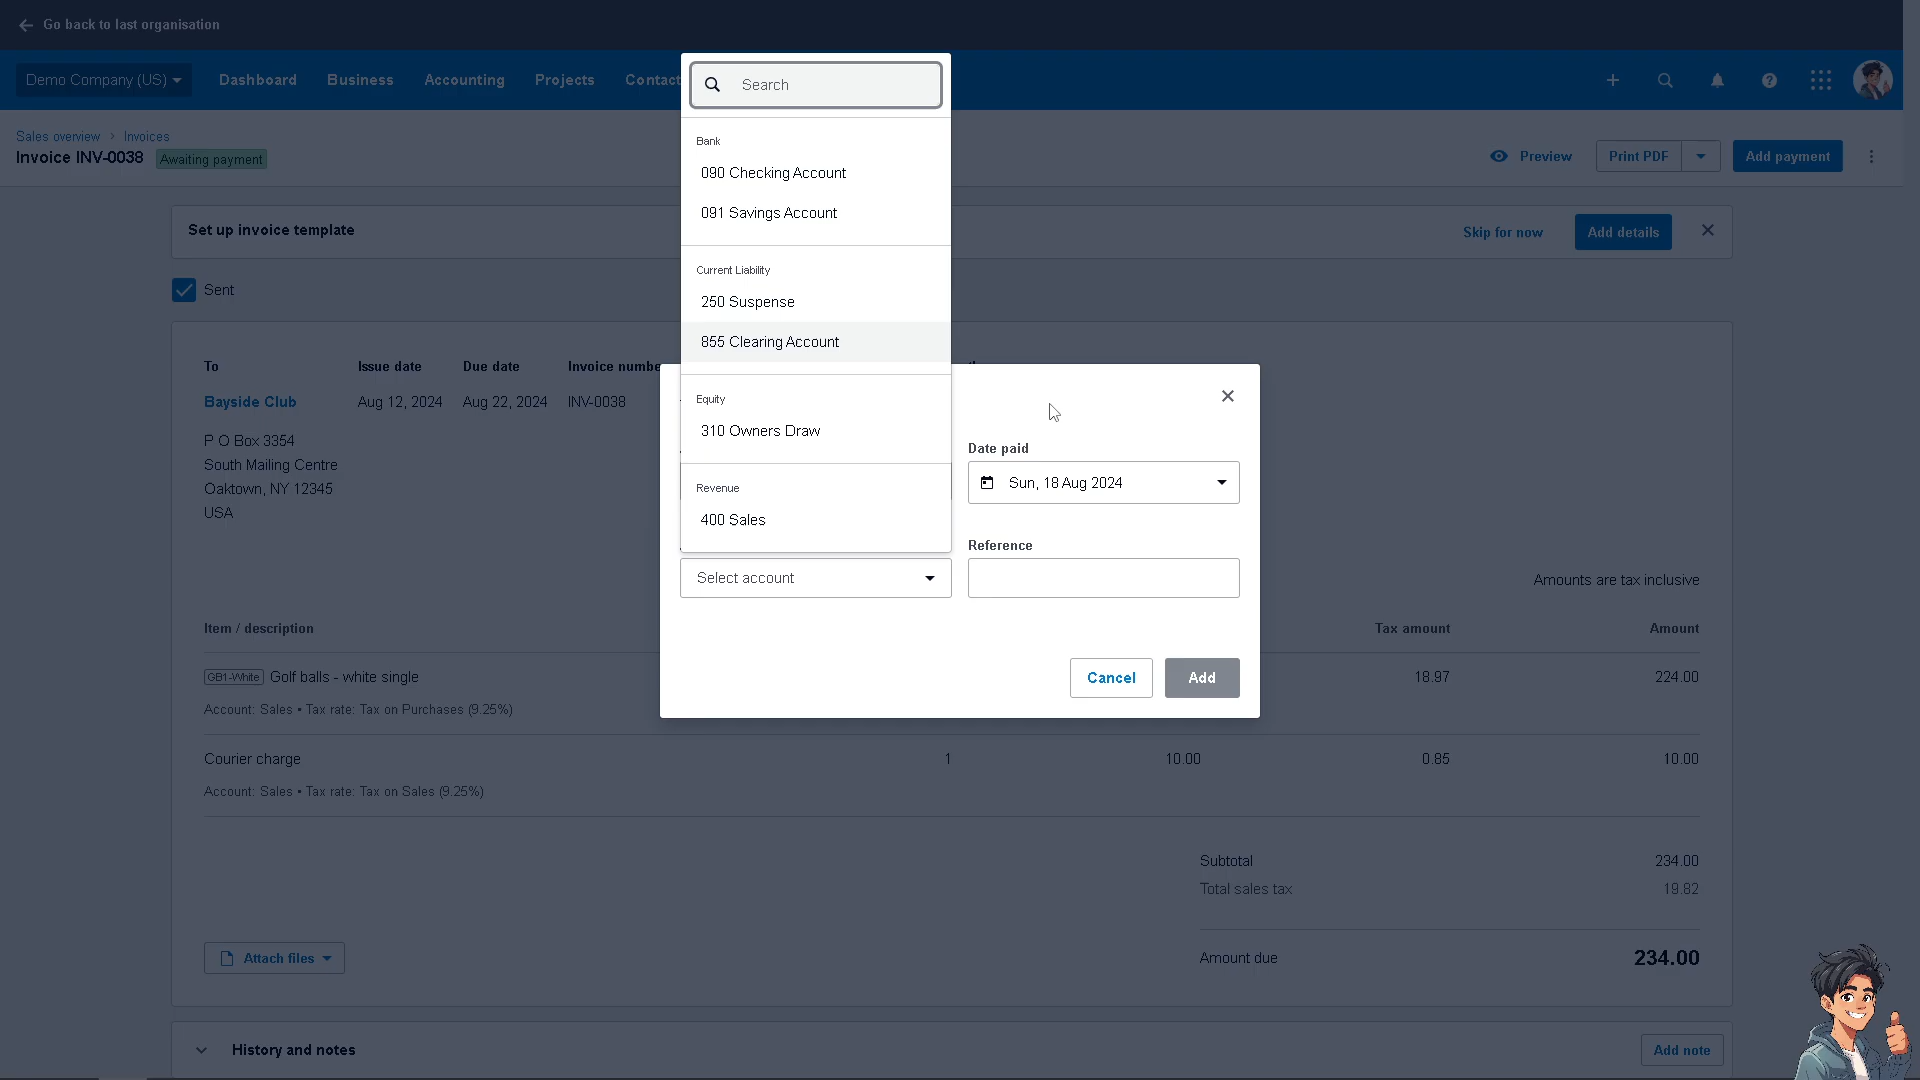 Go back to last organisation
Demo Company (US)
Dashboard
Business
Accounting
Projects
Contact
Search
Sales overview › Invoices
Invoice INV-0038
Awaiting payment
Preview
Print PDF
Add payment
Bank
090 Checking Account
091 Savings Account
Current Liability
250 Suspense
855 Clearing Account
Equity
310 Owners Draw
Revenue
400 Sales
Set up invoice template
Skip for now
Add details
Sent
To
Issue date
Due date
Invoice numbe
Bayside Club
Aug 12, 2024
Aug 22, 2024
INV-0038
P O Box 3354
South Mailing Centre
Oaktown, NY 12345
USA
Date paid
Sun, 18 Aug 2024
Select account
Reference
Cancel
Add
Amounts are tax inclusive
Item / description
Tax amount
Amount
GB1-White Golf balls - white single
18.97
224.00
Account: Sales • Tax rate: Tax on Purchases (9.25%)
Courier charge
1
10.00
0.85
10.00
Account: Sales • Tax rate: Tax on Sales (9.25%)
Subtotal
234.00
Total sales tax
19.82
Attach files
Amount due
234.00
History and notes
Add note